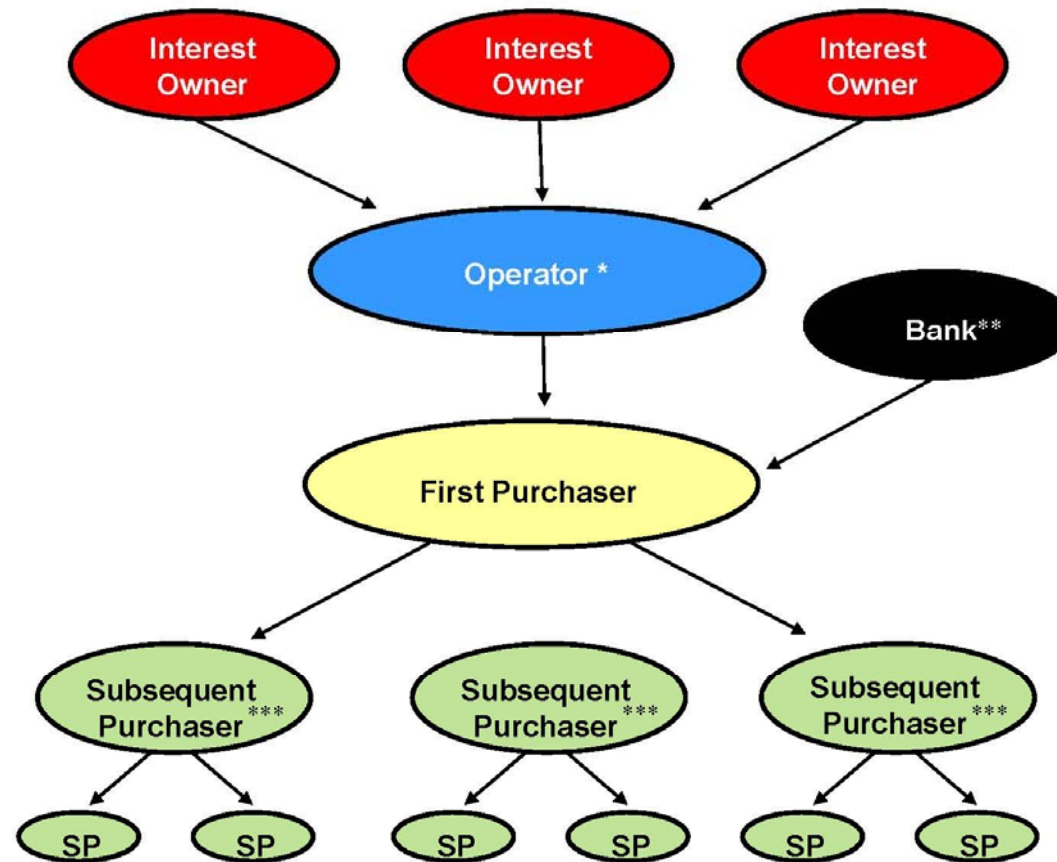 Interest
Owner
Interest
Owner
Interest
Owner
Operator *
Bank**
First Purchaser
Subsequent
Purchaser***
Subsequent
Purchaser***
Subsequent
Purchaser***
SP
SP
SP
SP
SP
SP